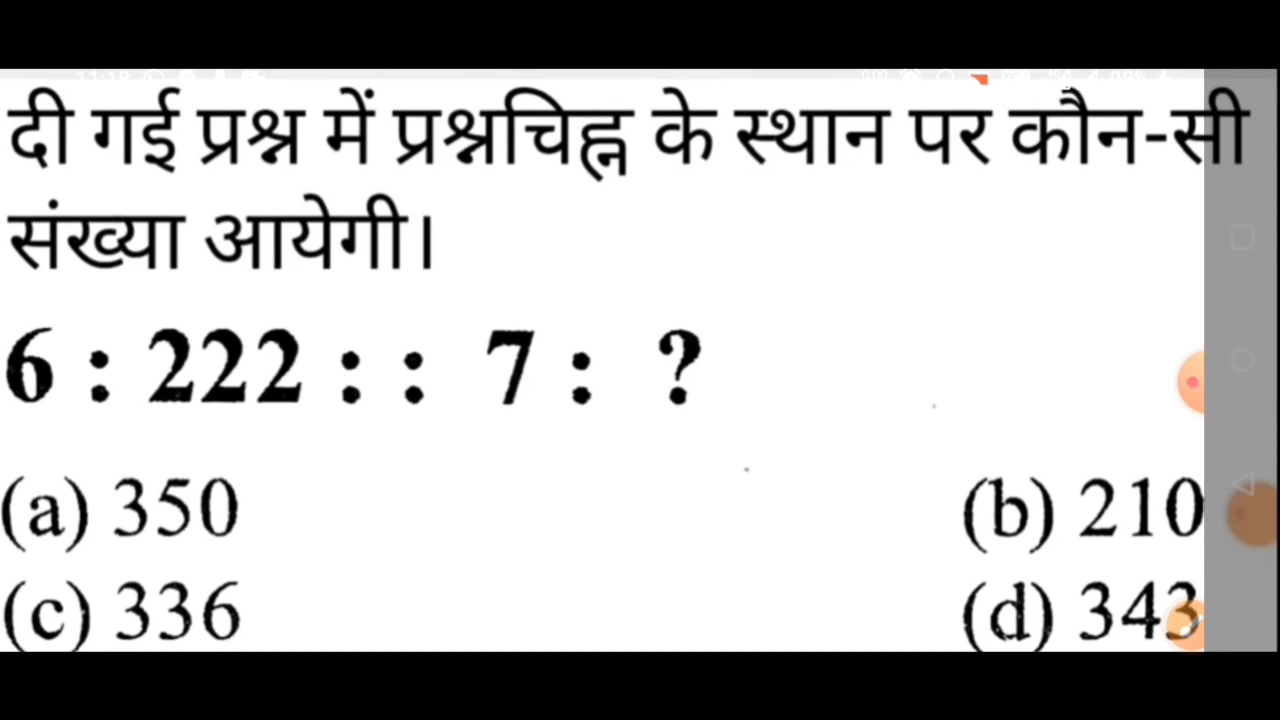 दी गई प्रश्न में प्रश्नचिह्न के स्थान पर कौन-सी
संख्या आयेगी।
6 : 222 : : 7 : ?
(a) 350 (b) 210
(c) 336 (d) 343